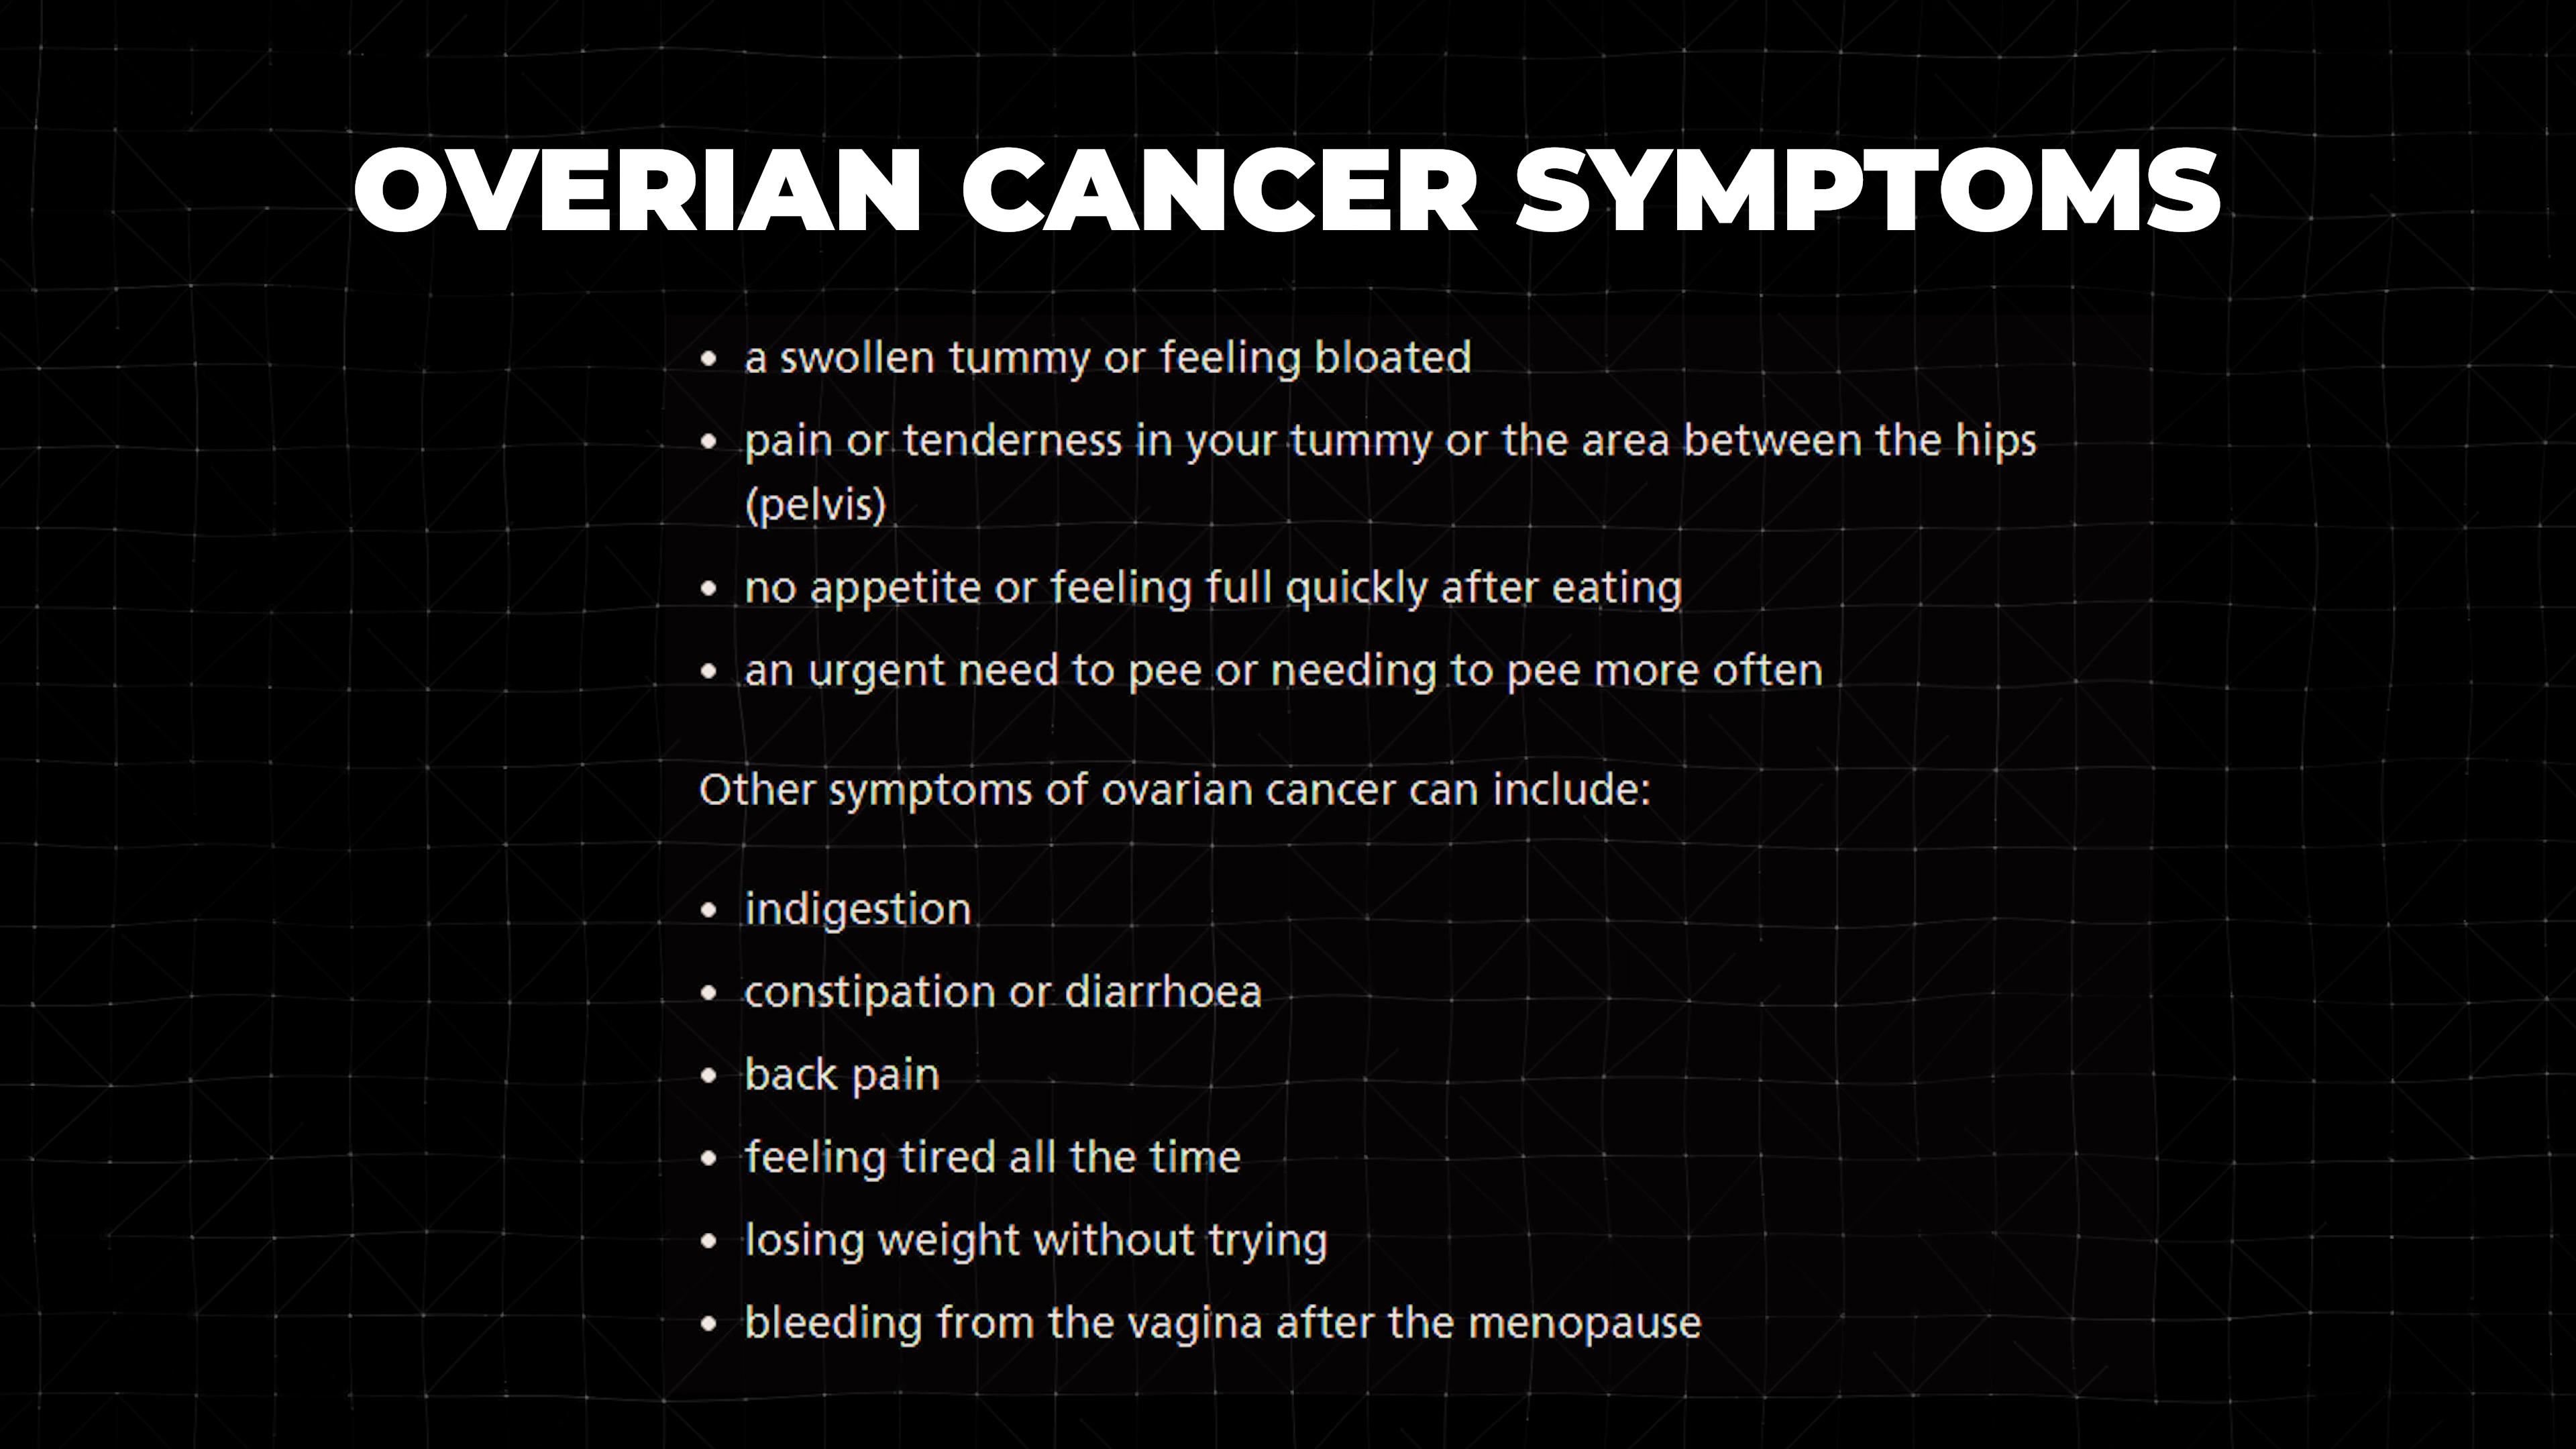 OVERIAN CANCER SYMPTOMS
• a swollen tummy or feeling bloated
• pain or tenderness in your tummy or the area between the hips
(pelvis)
• no appetite or feeling full quickly after eating
• an urgent need to pee or needing to pee more often
Other symptoms of ovarian cancer can include:
• indigestion
• constipation or diarrhoea
• back pain
• feeling tired all the time
• losing weight without trying
• bleeding from the vagina after the menopause